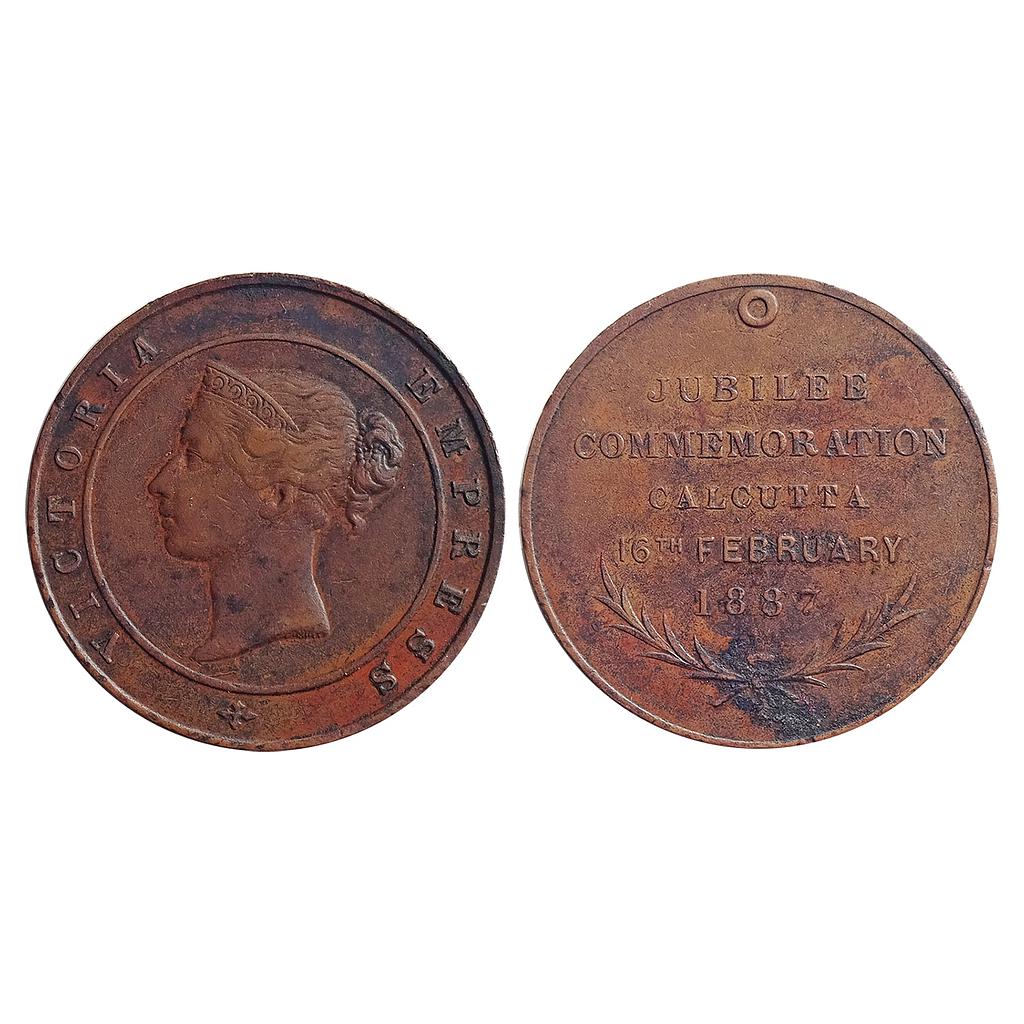 VICTORIA EMPRESS
JUBILEE
COMMEMORATION
CALCUTTA
16TH FEBRUARY
1887